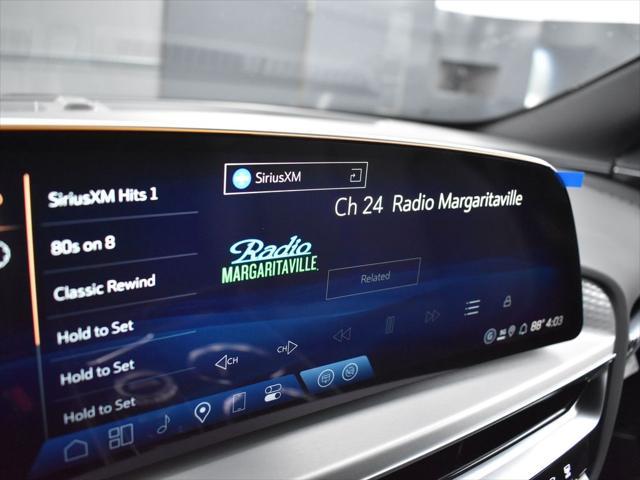 SiriusXM Hits 1
80s on 8
Classic Rewind
Hold to Set
Hold to Set
Hold to Set
SiriusXM
Ch 24 Radio Margaritaville
Radio
MARGARITAVILLE
Related
CH
CH
88° 4:03